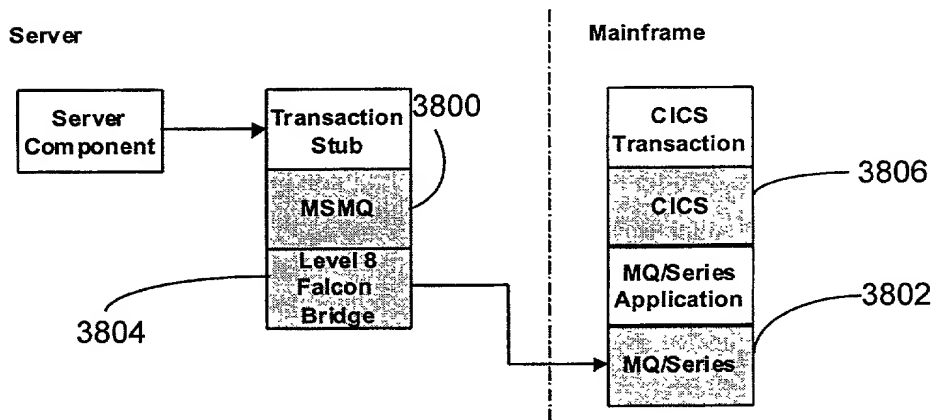 Server
Mainframe
Server
Component
Transaction
Stub
3800
MSMQ
Level 8
Falcon
Bridge
3804
CICS
Transaction
3806
CICS
MQ/Series
Application
3802
MQ/Series